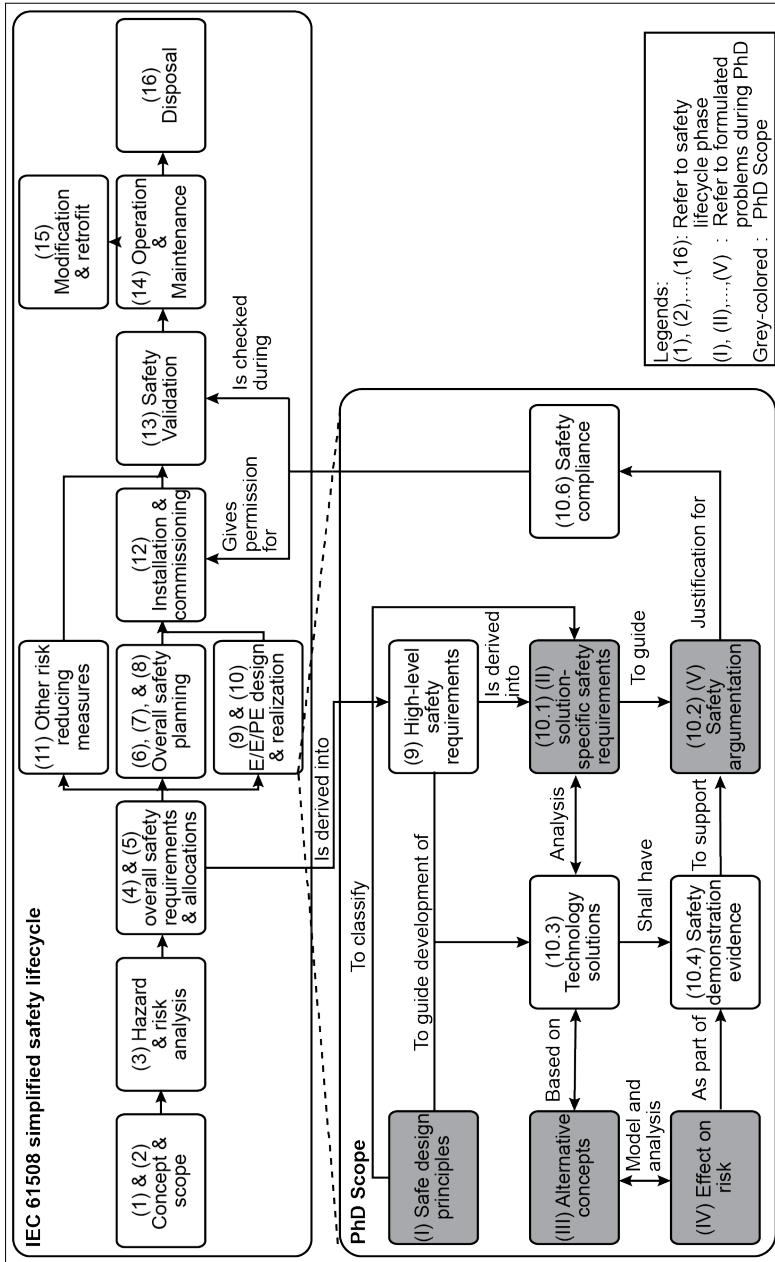 IEC 61508 simplified safety lifecycle
(1) & (2)
Concept &
scope
(3) Hazard
& risk
analysis
(4) & (5)
overall safety
requirements
& allocations
(11) Other risk
reducing
measures
(6), (7), & (8)
Overall safety
planning
(9) & (10)
E/E/PE design
& realization
(12)
Installation &
commissioning
(13) Safety
Validation
(14) Operation
&
Maintenance
(15)
Modification
& retrofit
(16)
Disposal
Is derived into
Gives
permission
for
Is checked
during
PhD Scope
To classify
(I) Safe design
principles
To guide development of
(9) High-level
safety
requirements
Is derived
into
(III) Alternative
concepts
Based on
(10.3)
Technology
solutions
Analysis
(10.1) (II)
solution-
specific safety
requirements
Model and
analysis
Shall have
To guide
(IV) Effect on
risk
As part of
(10.4) Safety
demonstration
evidence
To support
(10.2) (V)
Safety
argumentation
Justification for
(10.6) Safety
compliance
Legends:
(1), (2),...,(16): Refer to safety
lifecycle phase
(I), (II),...,(V) : Refer to formulated
problems during PhD
Grey-colored : PhD Scope